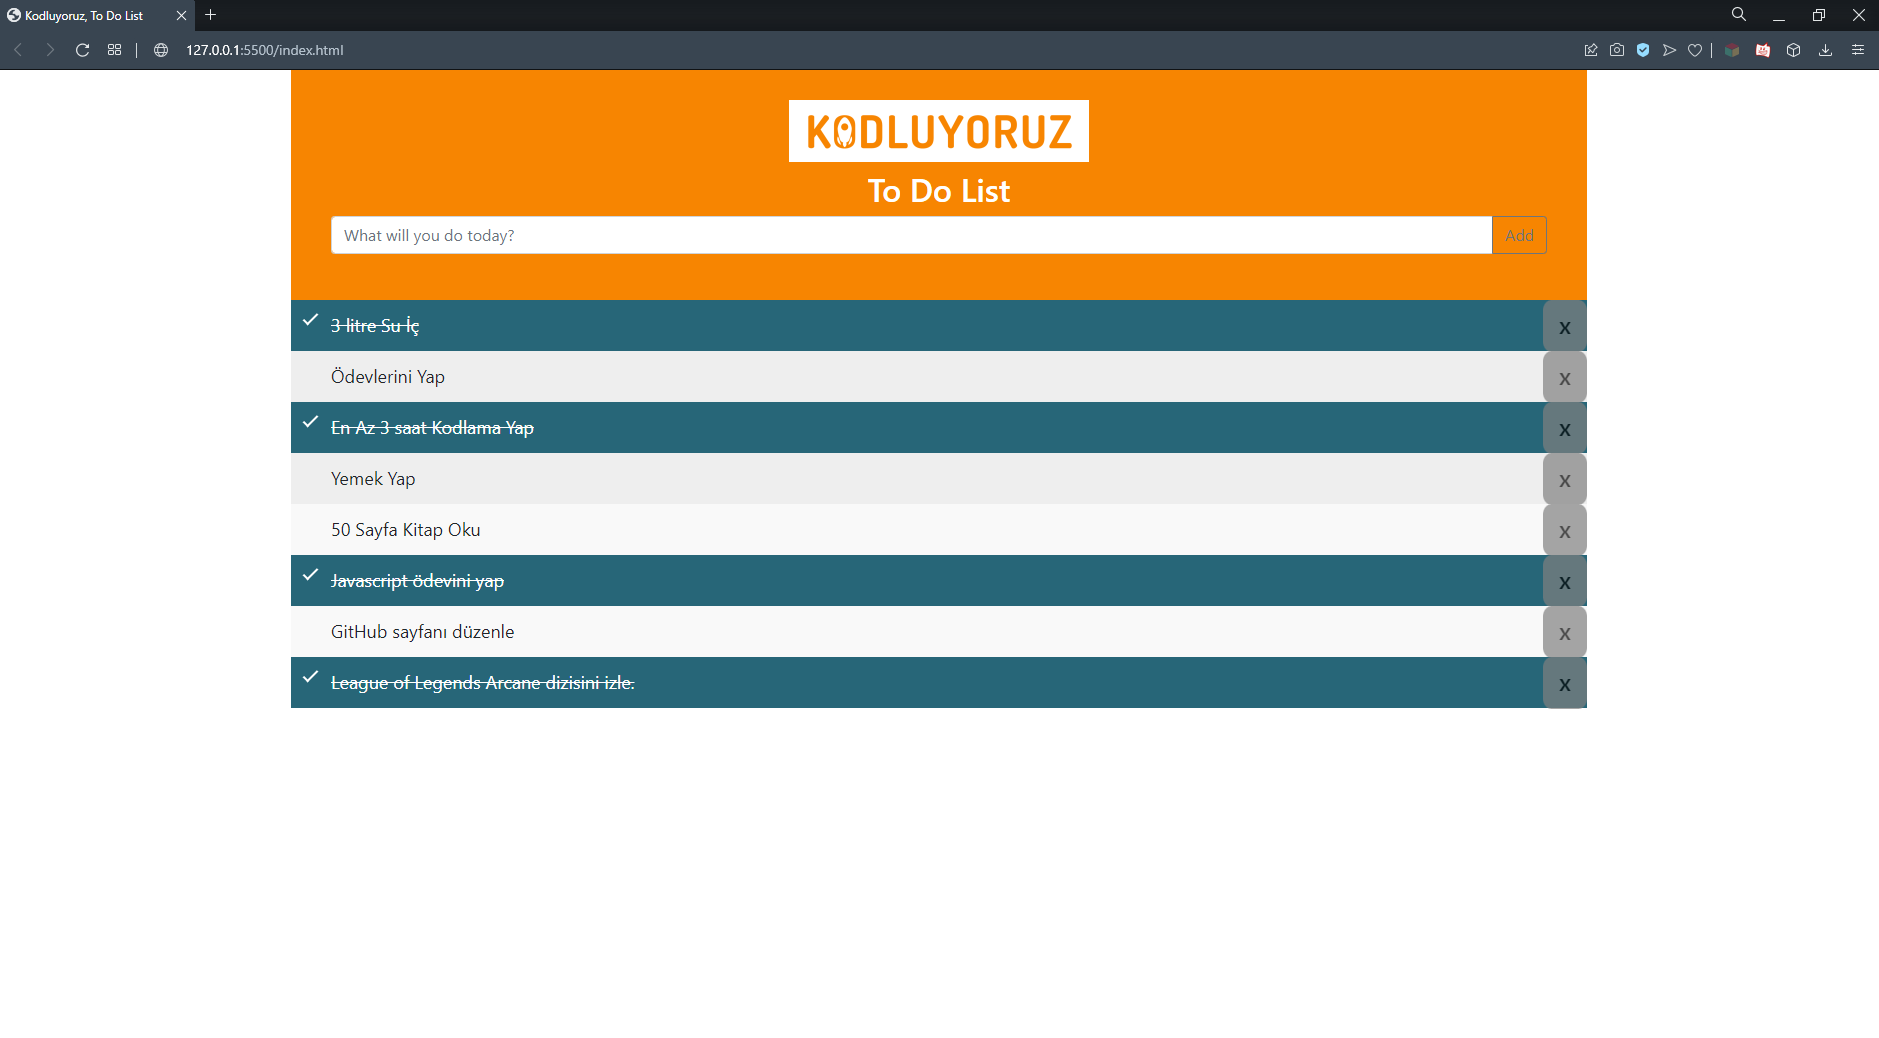 Kodluyoruz, To Do List
127.0.0.1:5500/index.html
KODLUYORUZ
To Do List
What will you do today? Add
3 litre Su İç x
Ödevlerini Yap x
En Az 3 saat Kodlama Yap x
Yemek Yap x
50 Sayfa Kitap Oku x
Javascript ödevini yap x
GitHub sayfanı düzenle x
League of Legends Arcane dizisini izle. x